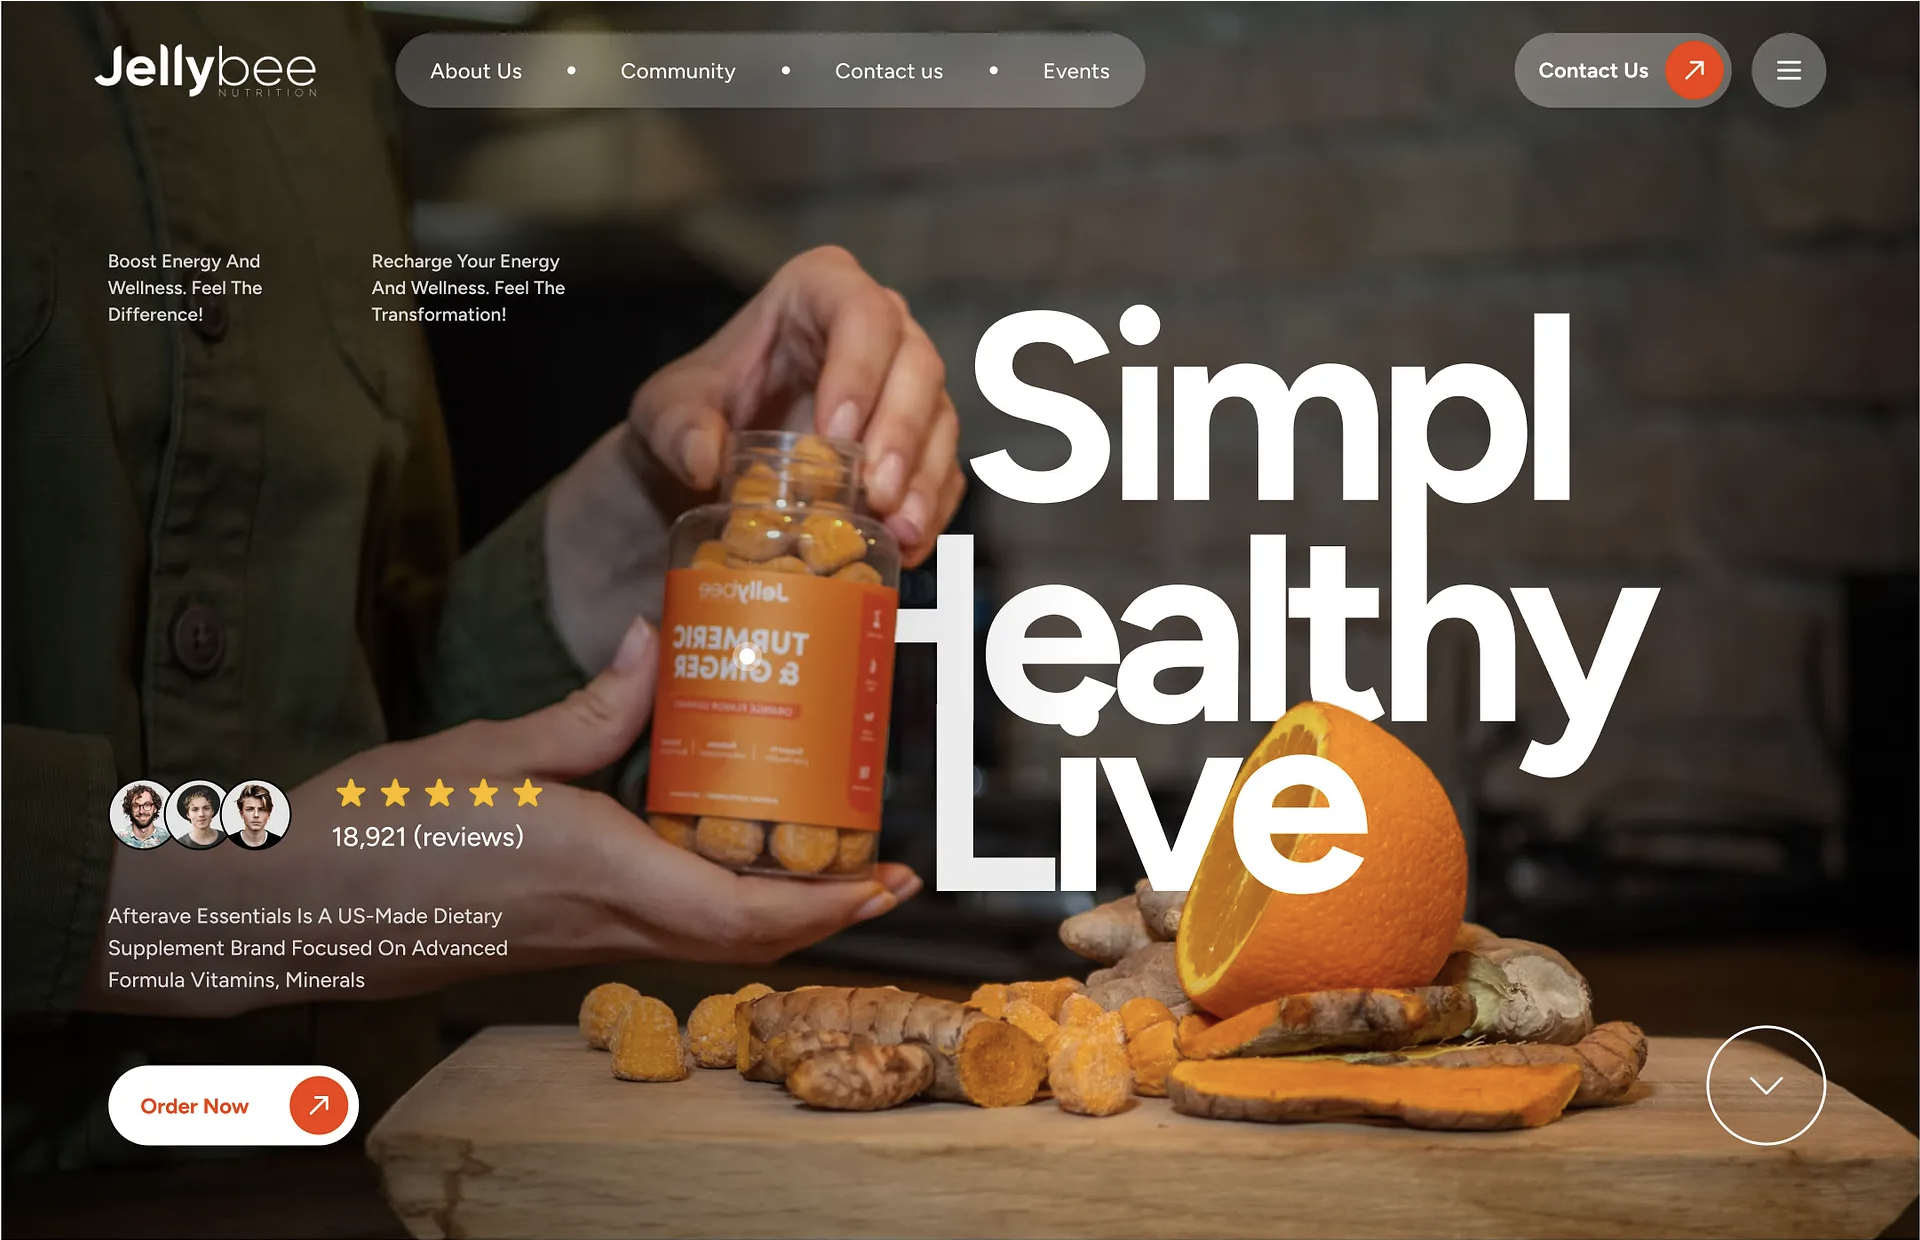 Jellybee
NUTRITION
About Us • Community • Contact us • Events
Contact Us
Boost Energy And
Wellness. Feel The
Difference!
Recharge Your Energy
And Wellness. Feel The
Transformation!
Simpl
Healthy
Live
Jellybee
TURMERIC
& GINGER
ORANGE FLAVOR
18,921 (reviews)
Afterave Essentials Is A US-Made Dietary
Supplement Brand Focused On Advanced
Formula Vitamins, Minerals
Order Now